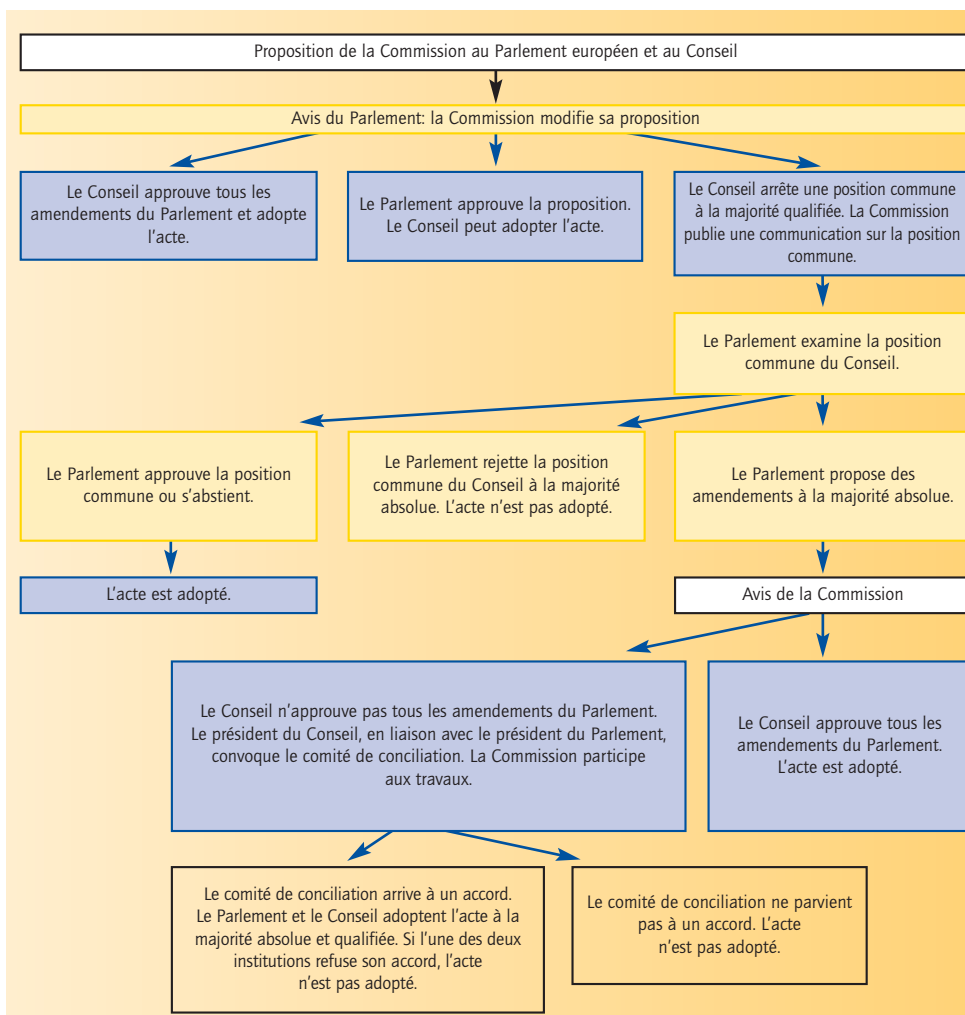 Proposition de la Commission au Parlement européen et au Conseil
Avis du Parlement: la Commission modifie sa proposition
Le Conseil approuve tous les
amendements du Parlement et adopte
l'acte.
Le Parlement approuve la proposition.
Le Conseil peut adopter l'acte.
Le Conseil arrête une position commune
à la majorité qualifiée. La Commission
publie une communication sur la position
commune.
Le Parlement examine la position
commune du Conseil.
Le Parlement approuve la position
commune ou s'abstient.
Le Parlement rejette la position
commune du Conseil à la majorité
absolue. L'acte n'est pas adopté.
Le Parlement propose des
amendements à la majorité absolue.
L'acte est adopté.
Avis de la Commission
Le Conseil n'approuve pas tous les amendements du Parlement.
Le président du Conseil, en liaison avec le président du Parlement,
convoque le comité de conciliation. La Commission participe
aux travaux.
Le Conseil approuve tous les
amendements du Parlement.
L'acte est adopté.
Le comité de conciliation arrive à un accord.
Le Parlement et le Conseil adoptent l'acte à la
majorité absolue et qualifiée. Si l'une des deux
institutions refuse son accord, l'acte
n'est pas adopté.
Le comité de conciliation ne parvient
pas à un accord. L'acte
n'est pas adopté.